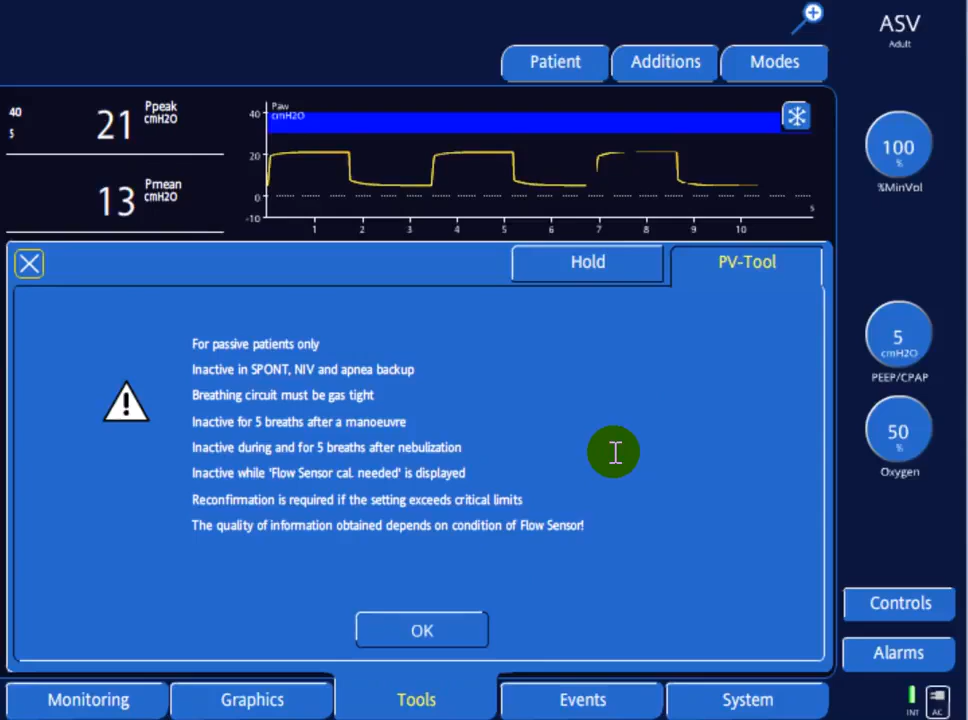 ASV
Adult
Patient
Additions
Modes
40
5
21
Ppeak
cmH2O
13
Pmean
cmH2O
Paw
cmH2O
40
20
0
-10
1 2 3 4 5 6 7 8 9 10
s
100
%
%MinVol
Hold
PV-Tool
For passive patients only
Inactive in SPONT, NIV and apnea backup
Breathing circuit must be gas tight
Inactive for 5 breaths after a manoeuvre
Inactive during and for 5 breaths after nebulization
Inactive while 'Flow Sensor cal. needed' is displayed
Reconfirmation is required if the setting exceeds critical limits
The quality of information obtained depends on condition of Flow Sensor!
OK
5
cmH2O
PEEP/CPAP
50
%
Oxygen
Controls
Alarms
Monitoring
Graphics
Tools
Events
System
INT
AC